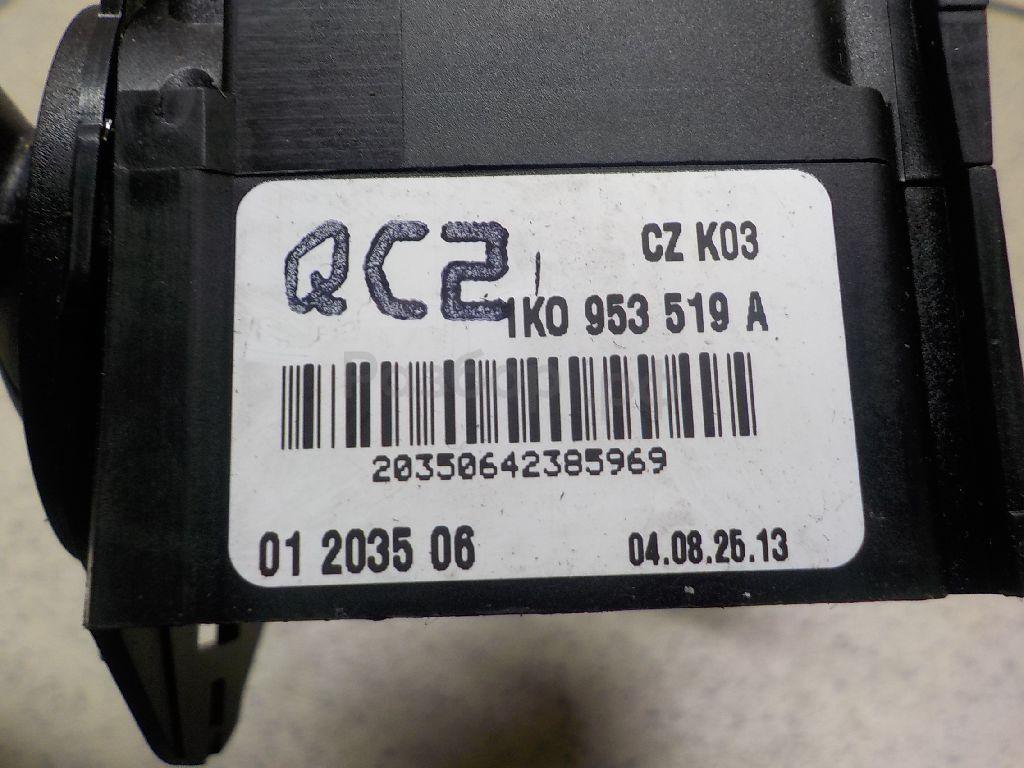 QC2
CZ K03
1K0 953 519 A
20350642385969
01 2035 06
04.08.25.13